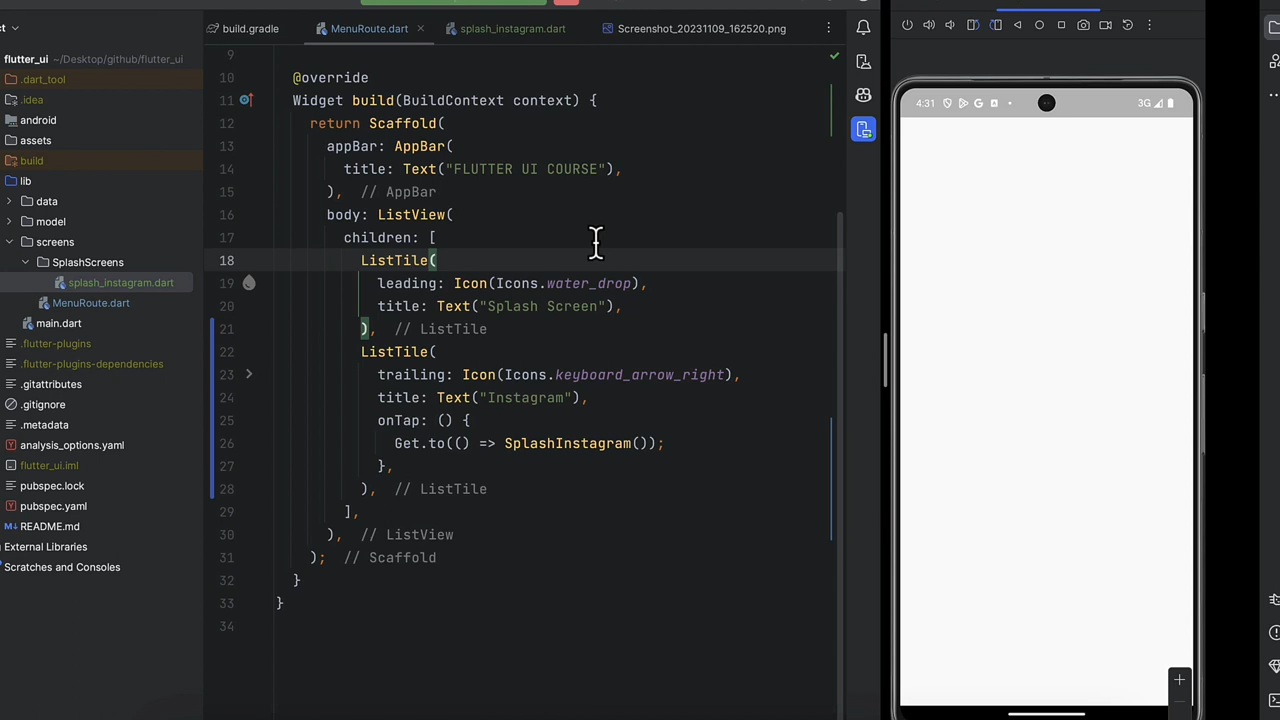 build.gradle
MenuRoute.dart
splash_instagram.dart
Screenshot_20231109_162520.png
ct
flutter_ui ~/Desktop/github/flutter_ui
.dart_tool
.idea
android
assets
build
lib
data
model
screens
SplashScreens
splash_instagram.dart
MenuRoute.dart
main.dart
.flutter-plugins
.flutter-plugins-dependencies
.gitattributes
.gitignore
.metadata
analysis_options.yaml
flutter_ui.iml
pubspec.lock
pubspec.yaml
README.md
External Libraries
Scratches and Consoles
9
10 @override
11 Widget build(BuildContext context) {
12 return Scaffold(
13 appBar: AppBar(
14 title: Text("FLUTTER UI COURSE"),
15 ), // AppBar
16 body: ListView(
17 children: [
18 ListTile(
19 leading: Icon(Icons.water_drop),
20 title: Text("Splash Screen"),
21 ), // ListTile
22 ListTile(
23 trailing: Icon(Icons.keyboard_arrow_right),
24 title: Text("Instagram"),
25 onTap: () {
26 Get.to(() => SplashInstagram());
27 },
28 ), // ListTile
29 ],
30 ), // ListView
31 ); // Scaffold
32 }
33 }
34
4:31
3G